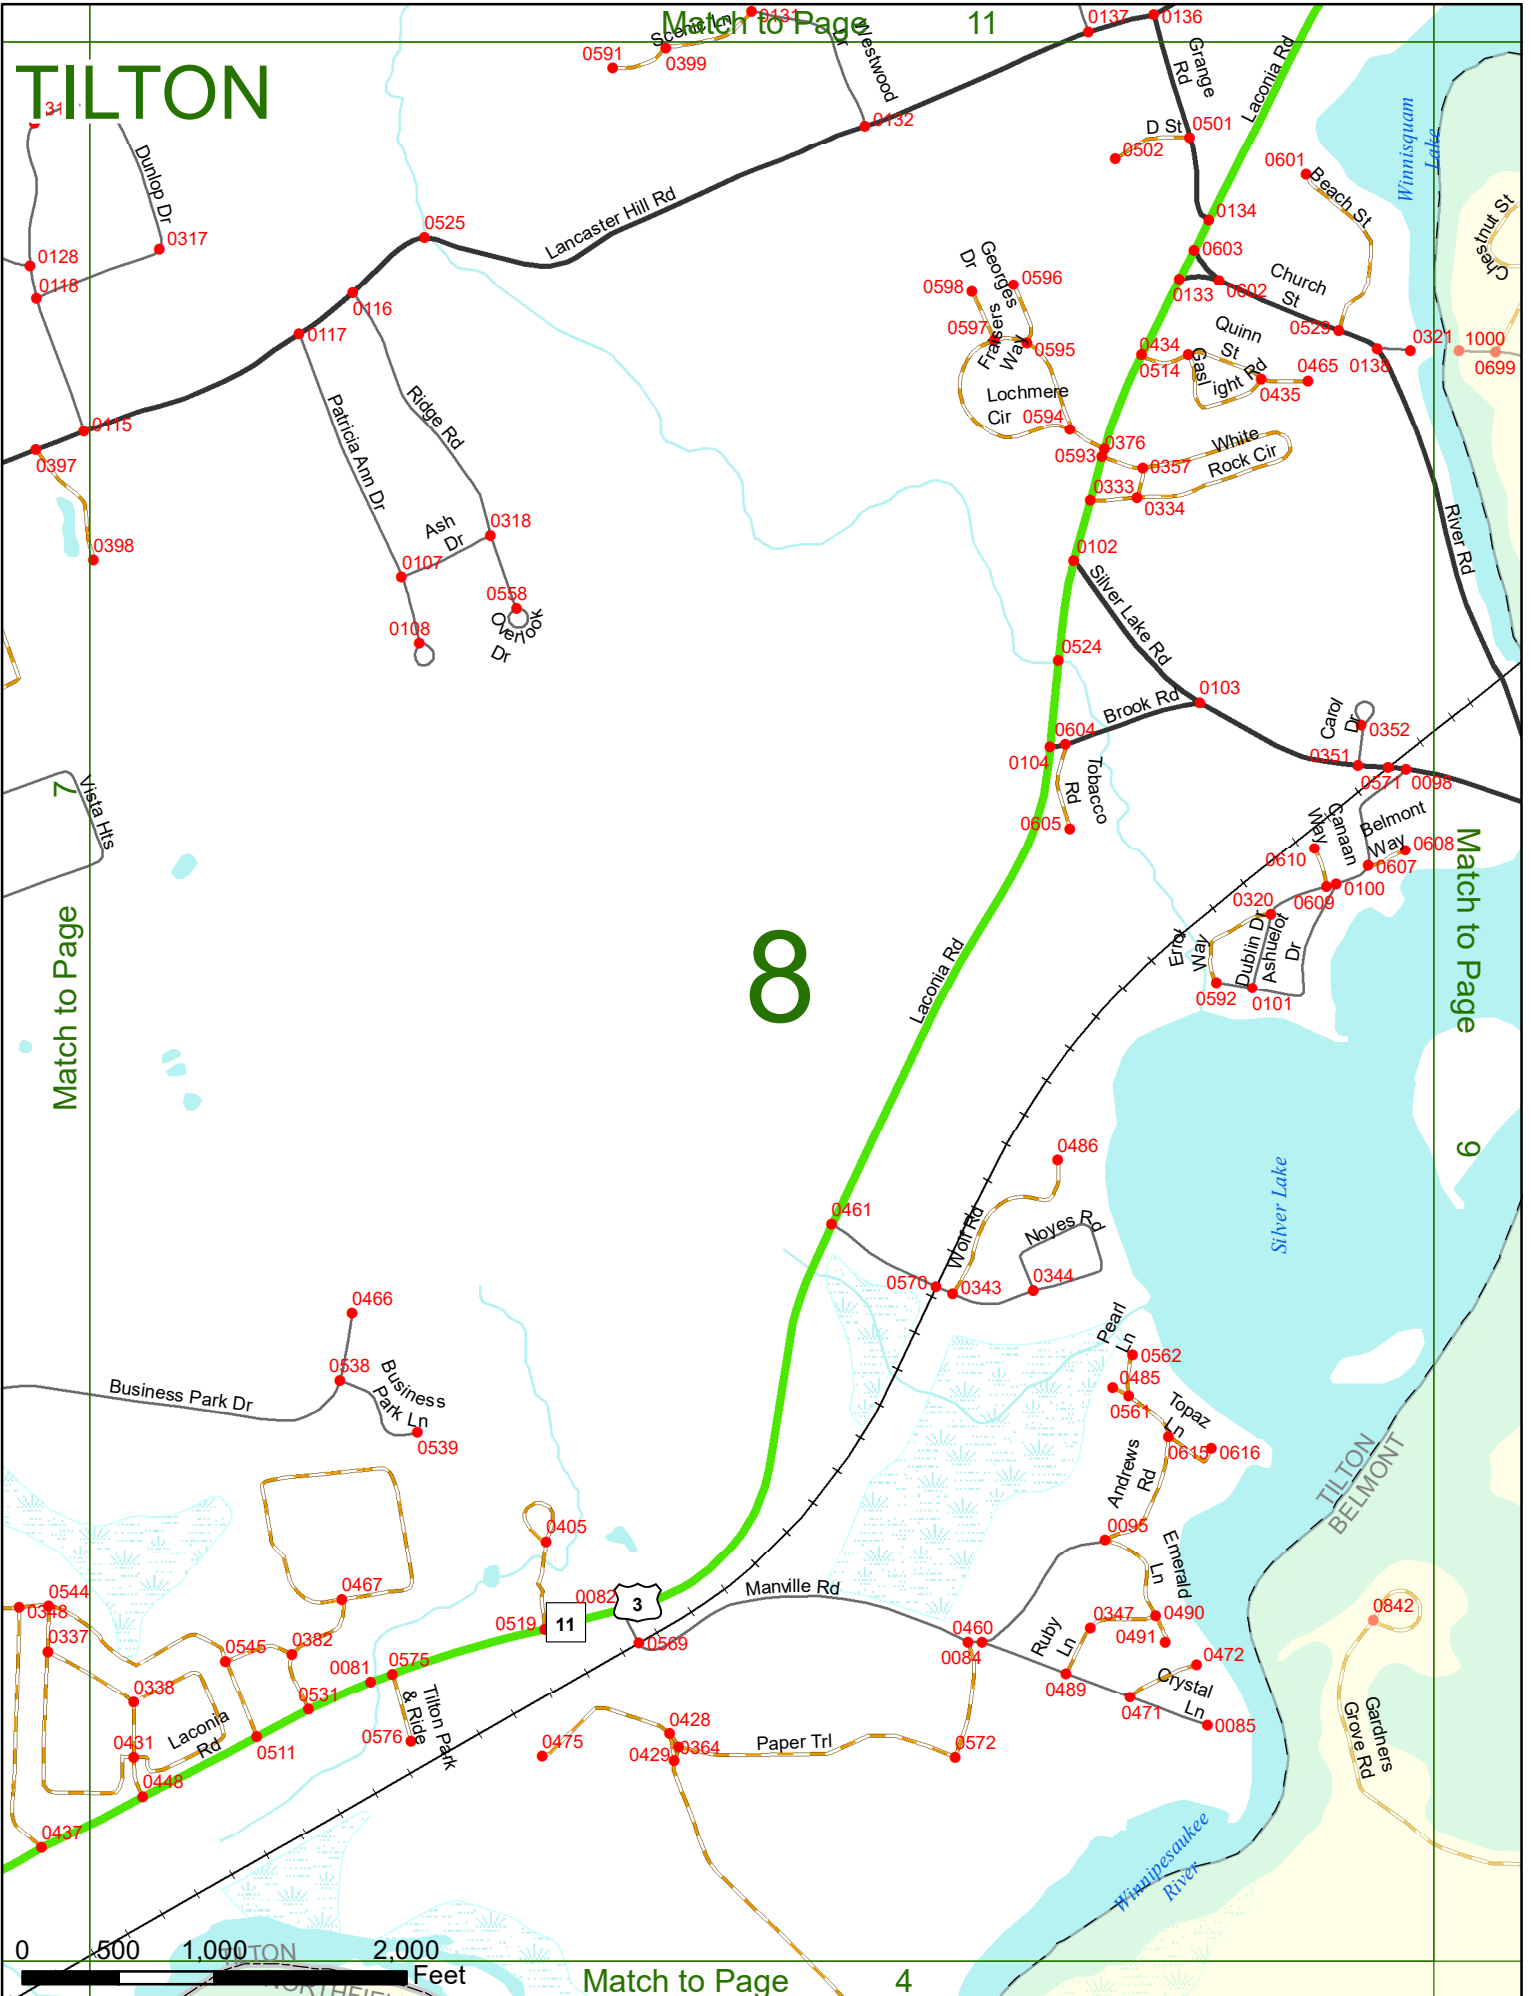 Match to Page 11
TILTON
0131
0137
0136
Scenic Ln
0591
0399
Westwood
Dr
0132
Grange
Rd
Laconia Rd
D St
0501
0502
0601
Beach St
Winnisquam
Lake
Chestnut St
Dunlop Dr
0317
0128
0118
0525
Lancaster Hill Rd
0134
0603
0133
0602
Church
St
0529
0321
0138
1000
0699
0116
0117
Georges
Dr
0598
0596
0597
Fraisers
Way
0595
Lochmere
Cir
0594
0434
0514
Quinn
St
Gaslight Rd
0465
0435
0376
0593
0357
White
Rock Cir
0333
0334
0115
0397
0398
Patricia Ann Dr
Ridge Rd
Ash
Dr
0318
0107
0558
Overlook
Dr
0108
0102
Silver Lake Rd
River Rd
0524
0103
Brook Rd
0604
0104
Tobacco
Rd
0605
Carol
Dr
0352
0351
0571
0098
Canaan
Way
Belmont
Way
0608
0610
0607
0100
0609
0320
Errol
Way
Dublin Dr
Ashuelot
Dr
0592
0101
Vista Hts
7
Match to Page
8
Laconia Rd
Match to Page
9
0486
0461
Wolf Rd
Noyes Rd
0570
0343
0344
Silver Lake
0466
0538
Business Park Dr
Business
Park Ln
0539
Pearl
Ln
0562
0485
0561
Topaz
Ln
0615
0616
Andrews
Rd
TILTON
BELMONT
0095
Emerald
Ln
0405
0467
0082
3
11
0519
0569
Manville Rd
0544
0348
0337
0545
0382
0338
0081
0575
0531
Laconia
Rd
0431
0511
0448
0437
Tilton Park
& Ride
0576
0475
0428
0364
0429
Paper Trl
0572
0460
0084
Ruby
Ln
0347
0490
0491
0489
0472
Crystal
Ln
0471
0085
0842
Gardners
Grove Rd
Winnipesaukee
River
0 500 1,000 2,000
Feet
TILTON
Match to Page 4